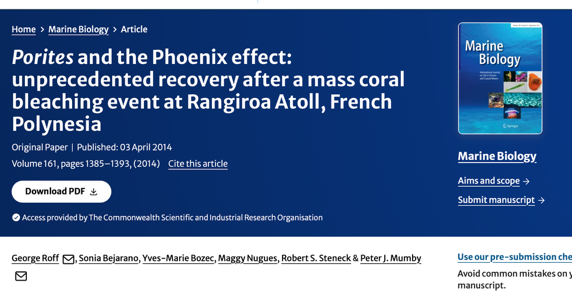 Home > Marine Biology > Article
Porites and the Phoenix effect:
unprecedented recovery after a mass coral
bleaching event at Rangiroa Atoll, French
Polynesia
Original Paper | Published: 03 April 2014
Volume 161, pages 1385–1393, (2014) Cite this article
Download PDF
Access provided by The Commonwealth Scientific and Industrial Research Organisation
Marine
Biology
Springer
Marine Biology
Aims and scope →
Submit manuscript →
George Roff, Sonia Bejarano, Yves-Marie Bozec, Maggy Nugues, Robert S. Steneck & Peter J. Mumby
Use our pre-submission che
Avoid common mistakes on y
manuscript.